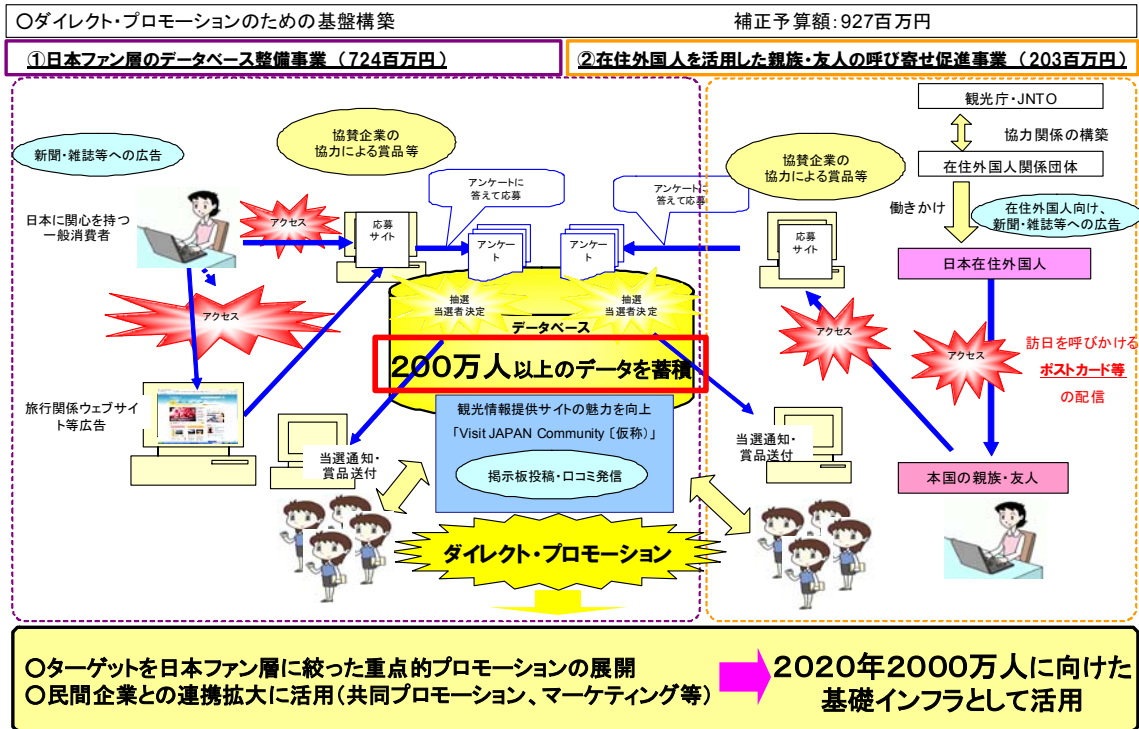 ○ダイレクト・プロモーションのための基盤構築
補正予算額：927百万円
①日本ファン層のデータベース整備事業 （724百万円）
②在住外国人を活用した親族・友人の呼び寄せ促進事業 （203百万円）
新聞・雑誌等への広告
協賛企業の
協力による賞品等
日本に関心を持つ
一般消費者
アクセス
応募
サイト
アンケートに
答えて応募
アンケー
ト
アクセス
旅行関係ウェブサイ
ト等広告
アンケートに
答えて応募
アンケー
ト
抽選
当選者決定
抽選
当選者決定
データベース
200万人以上のデータを蓄積
観光情報提供サイトの魅力を向上
「Visit JAPAN Community〔仮称〕」
掲示板投稿・口コミ発信
当選通知・
賞品送付
ダイレクト・プロモーション
観光庁・JNTO
協力関係の構築
在住外国人関係団体
働きかけ
在住外国人向け、
新聞・雑誌等への広告
日本在住外国人
協賛企業の
協力による賞品等
応募
サイト
アクセス
アクセス
訪日を呼びかける
ポストカード等
の配信
当選通知・
賞品送付
本国の親族・友人
○ターゲットを日本ファン層に絞った重点的プロモーションの展開
○民間企業との連携拡大に活用（共同プロモーション、マーケティング等）
2020年2000万人に向けた
基礎インフラとして活用